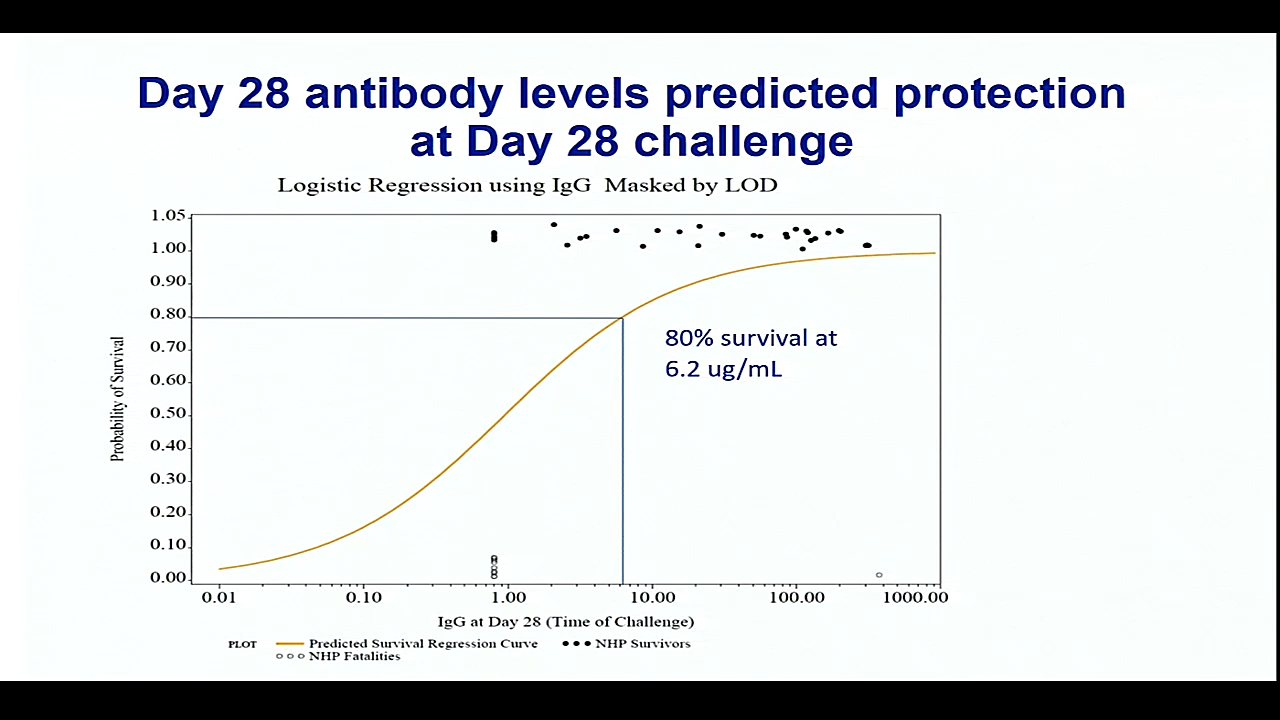 Day 28 antibody levels predicted protection
at Day 28 challenge
Logistic Regression using IgG Masked by LOD
1.05
1.00
0.90
0.80
0.70
0.60
0.50
0.40
0.30
0.20
0.10
0.00
Probability of Survival
80% survival at
6.2 ug/mL
0.01 0.10 1.00 10.00 100.00 1000.00
IgG at Day 28 (Time of Challenge)
PLOT Predicted Survival Regression Curve NHP Survivors
NHP Fatalities